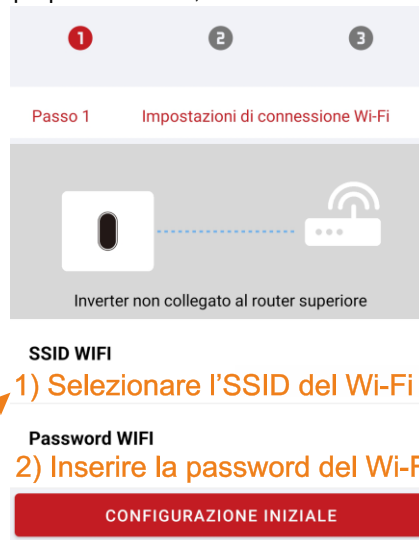 1 2 3
Passo 1 Impostazioni di connessione Wi-Fi
Inverter non collegato al router superiore
SSID WIFI
1) Selezionare l'SSID del Wi-Fi
Password WIFI
2) Inserire la password del
CONFIGURAZIONE INIZIALE